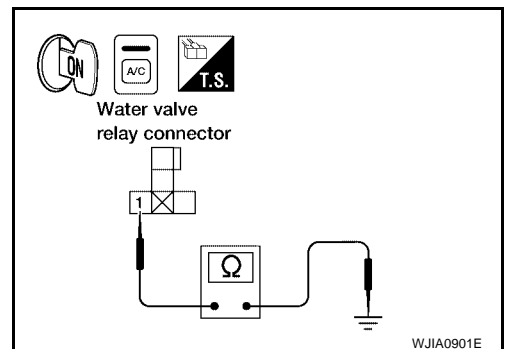 ON
A/C
T.S.
Water valve
relay connector
1
Ω
WJIA0901E